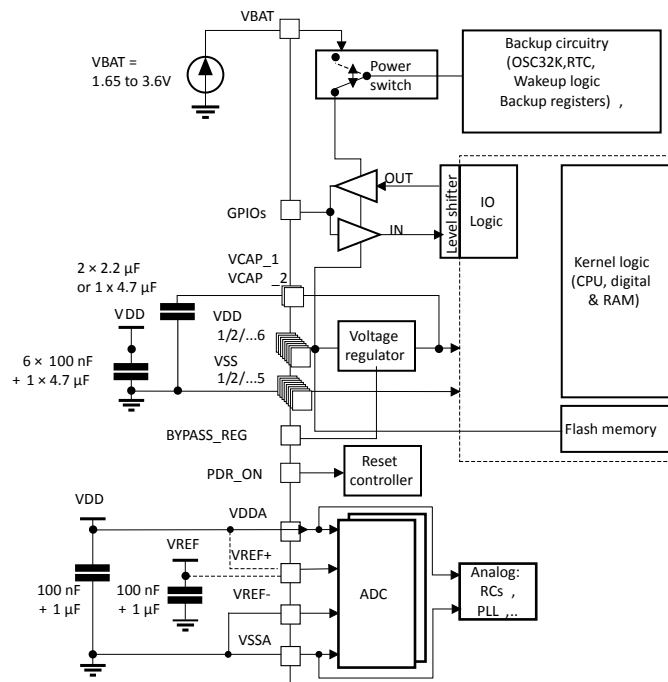 VBAT
VBAT =
1.65 to 3.6V
Power
switch
Backup circuitry
(OSC32K,RTC,
Wakeup logic
Backup registers) ,
OUT
GPIOs
IN
Level shifter
IO
Logic
Kernel logic
(CPU, digital
& RAM)
VCAP_1
VCAP _2
2 × 2.2 µF
or 1 x 4.7 µF
VDD
VDD
1/2/...6
Voltage
regulator
6 × 100 nF
+ 1 × 4.7 µF
VSS
1/2/...5
BYPASS_REG
Flash memory
PDR_ON
Reset
controller
VDD
VDDA
VREF
VREF+
100 nF
+ 1 µF
100 nF
+ 1 µF
VREF-
VSSA
ADC
Analog:
RCs ,
PLL ,..